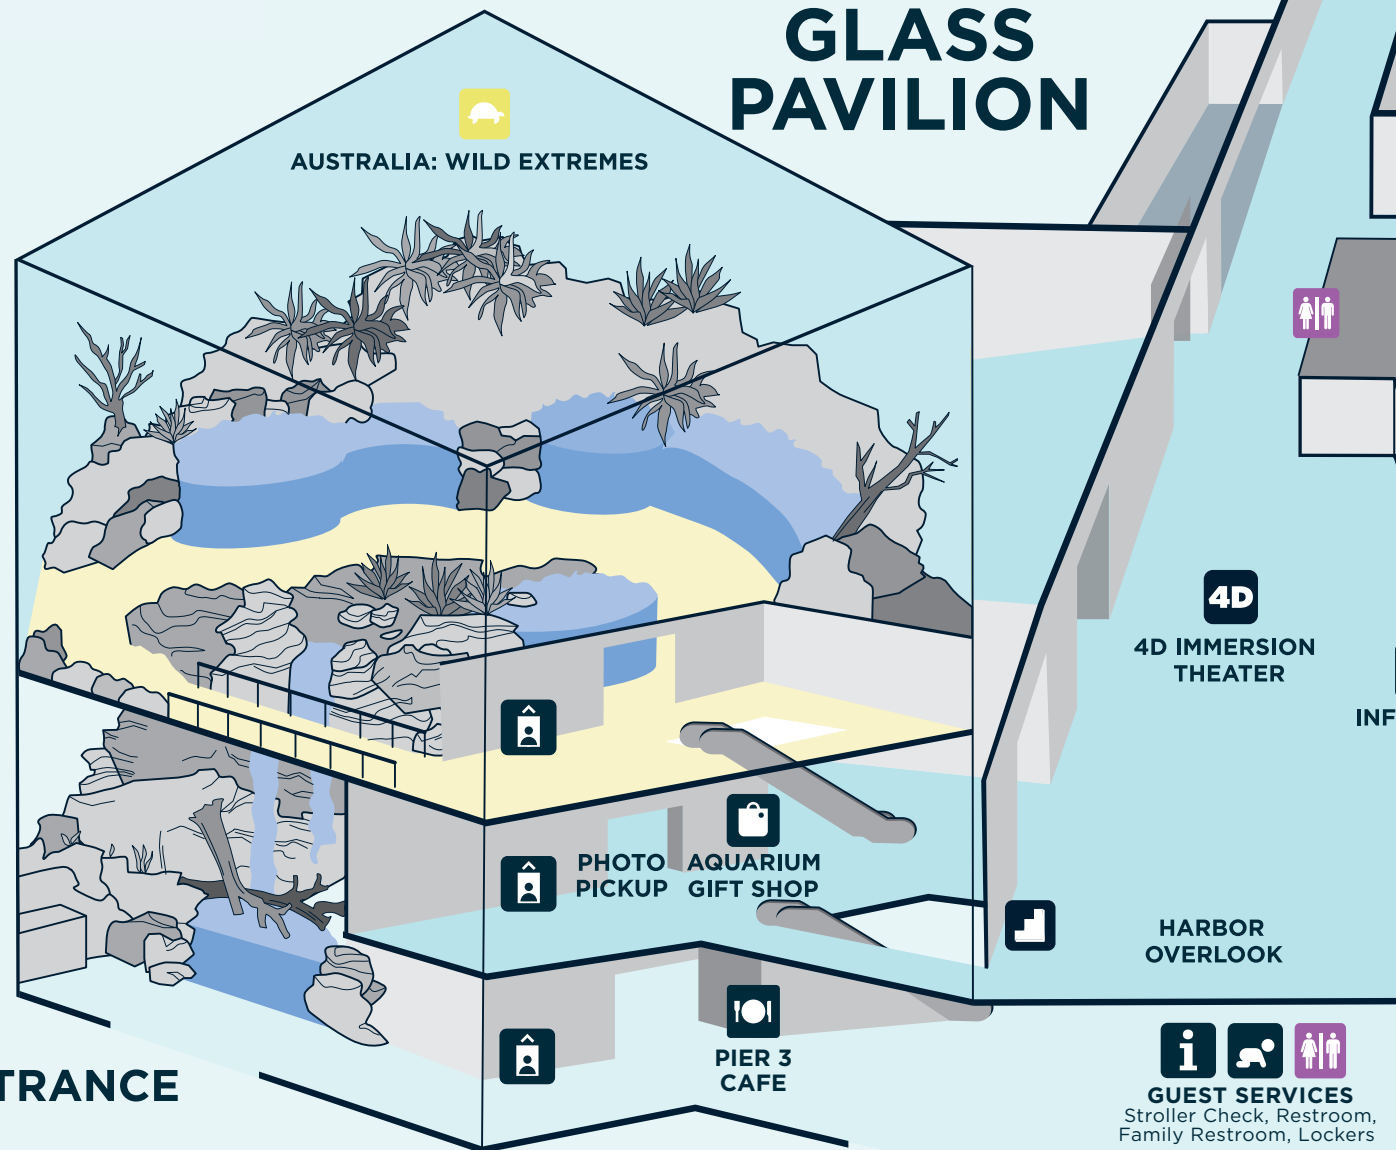 GLASS
PAVILION
AUSTRALIA: WILD EXTREMES
4D
4D IMMERSION
THEATER
PHOTO
PICKUP
AQUARIUM
GIFT SHOP
HARBOR
OVERLOOK
PIER 3
CAFE
i
GUEST SERVICES
Stroller Check, Restroom,
Family Restroom, Lockers